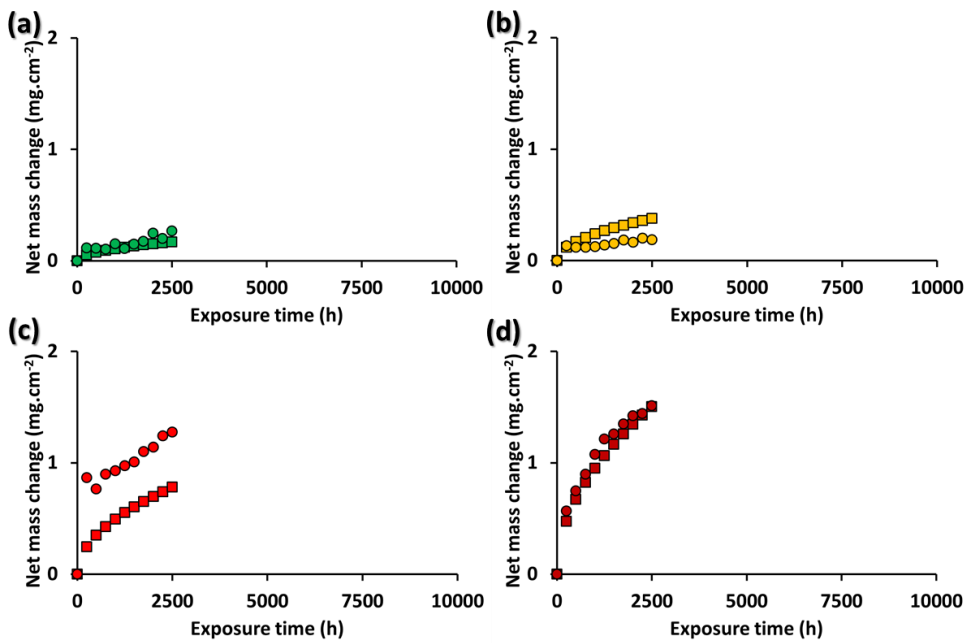 (a)
Net mass change (mg.cm-2)
2
1
0
0 2500 5000 7500 10000
Exposure time (h)
(b)
Net mass change (mg.cm-2)
2
1
0
0 2500 5000 7500 10000
Exposure time (h)
(c)
Net mass change (mg.cm-2)
2
1
0
0 2500 5000 7500 10000
Exposure time (h)
(d)
Net mass change (mg.cm-2)
2
1
0
0 2500 5000 7500 10000
Exposure time (h)